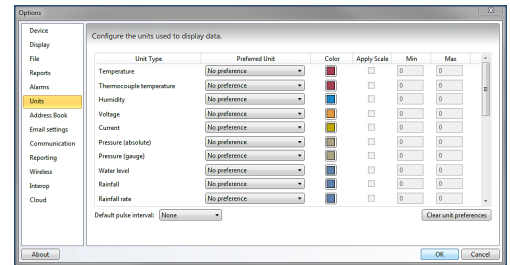 Options
Device
Display
File
Reports
Alarms
Units
Address Book
Email settings
Communication
Reporting
Wireless
Interop
Cloud
Configure the units used to display data.
Unit Type Preferred Unit Color Apply Scale Min Max
Temperature No preference 0 0
Thermocouple temperature No preference 0 0
Humidity No preference 0 0
Voltage No preference 0 0
Current No preference 0 0
Pressure (absolute) No preference 0 0
Pressure (gauge) No preference 0 0
Water level No preference 0 0
Rainfall No preference 0 0
Rainfall rate No preference 0 0
Default pulse interval: None Clear unit preferences
About OK Cancel